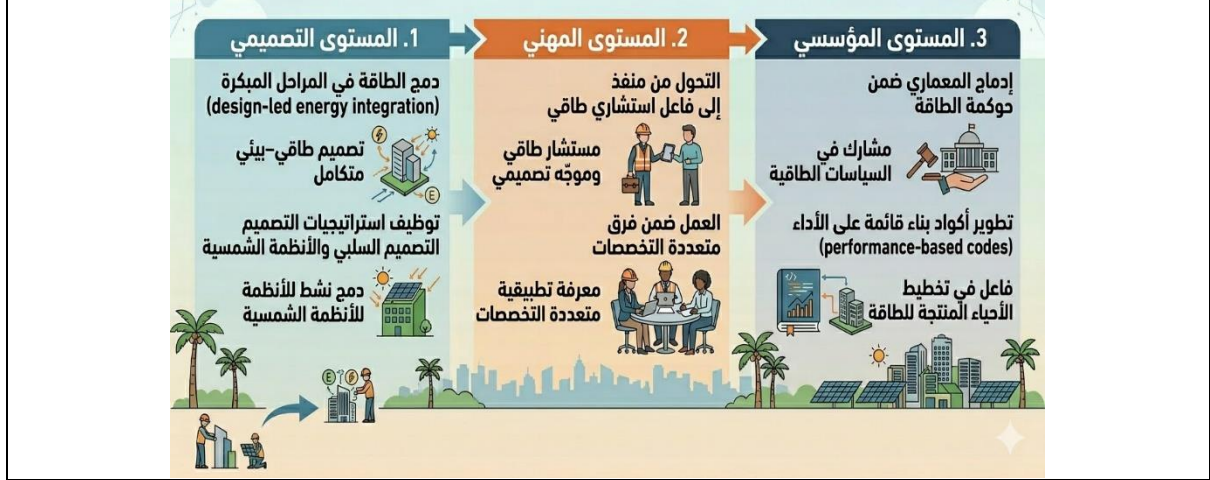 1. المستوى التصميمي
دمج الطاقة في المراحل المبكرة
(design-led energy integration)
تصميم طاقي-بيئي
متكامل
توظيف استراتيجيات التصميم
التصميم السلبي والأنظمة الشمسية
دمج نشط للأنظمة
للأنظمة الشمسية
E
E
2. المستوى المهني
التحول من منفذ
إلى فاعل استشاري طاقي
مستشار طاقي
وموجّه تصميمي
العمل ضمن فرق
متعددة التخصصات
معرفة تطبيقية
متعددة التخصصات
3. المستوى المؤسسي
إدماج المعماري ضمن
حوكمة الطاقة
مشارك في
السياسات الطاقية
تطوير أكواد بناء قائمة على الأداء
(performance-based codes)
فاعل في تخطيط
الأحياء المنتجة للطاقة